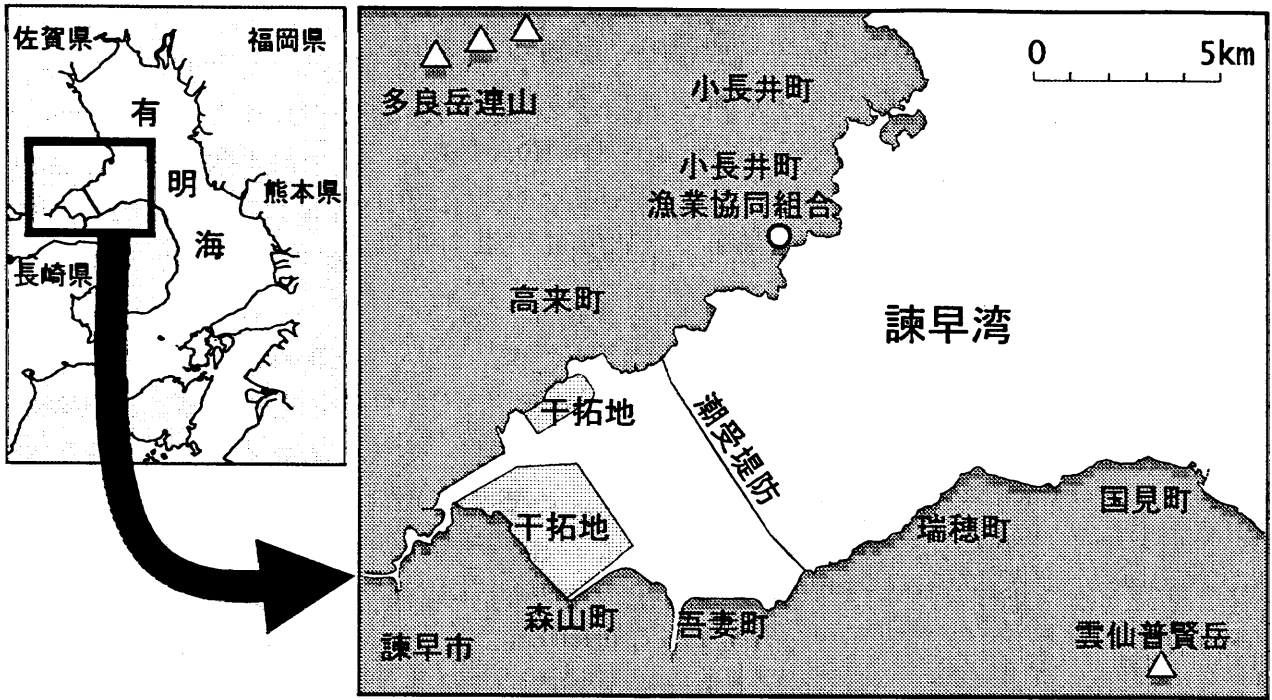 佐賀県
福岡県
有
明
海
熊本県
長崎県
0 5km
多良岳連山
小長井町
小長井町
漁業協同組合
高来町
諫早湾
干拓地
潮受堤防
干拓地
国見町
瑞穂町
森山町
吾妻町
諫早市
雲仙普賢岳